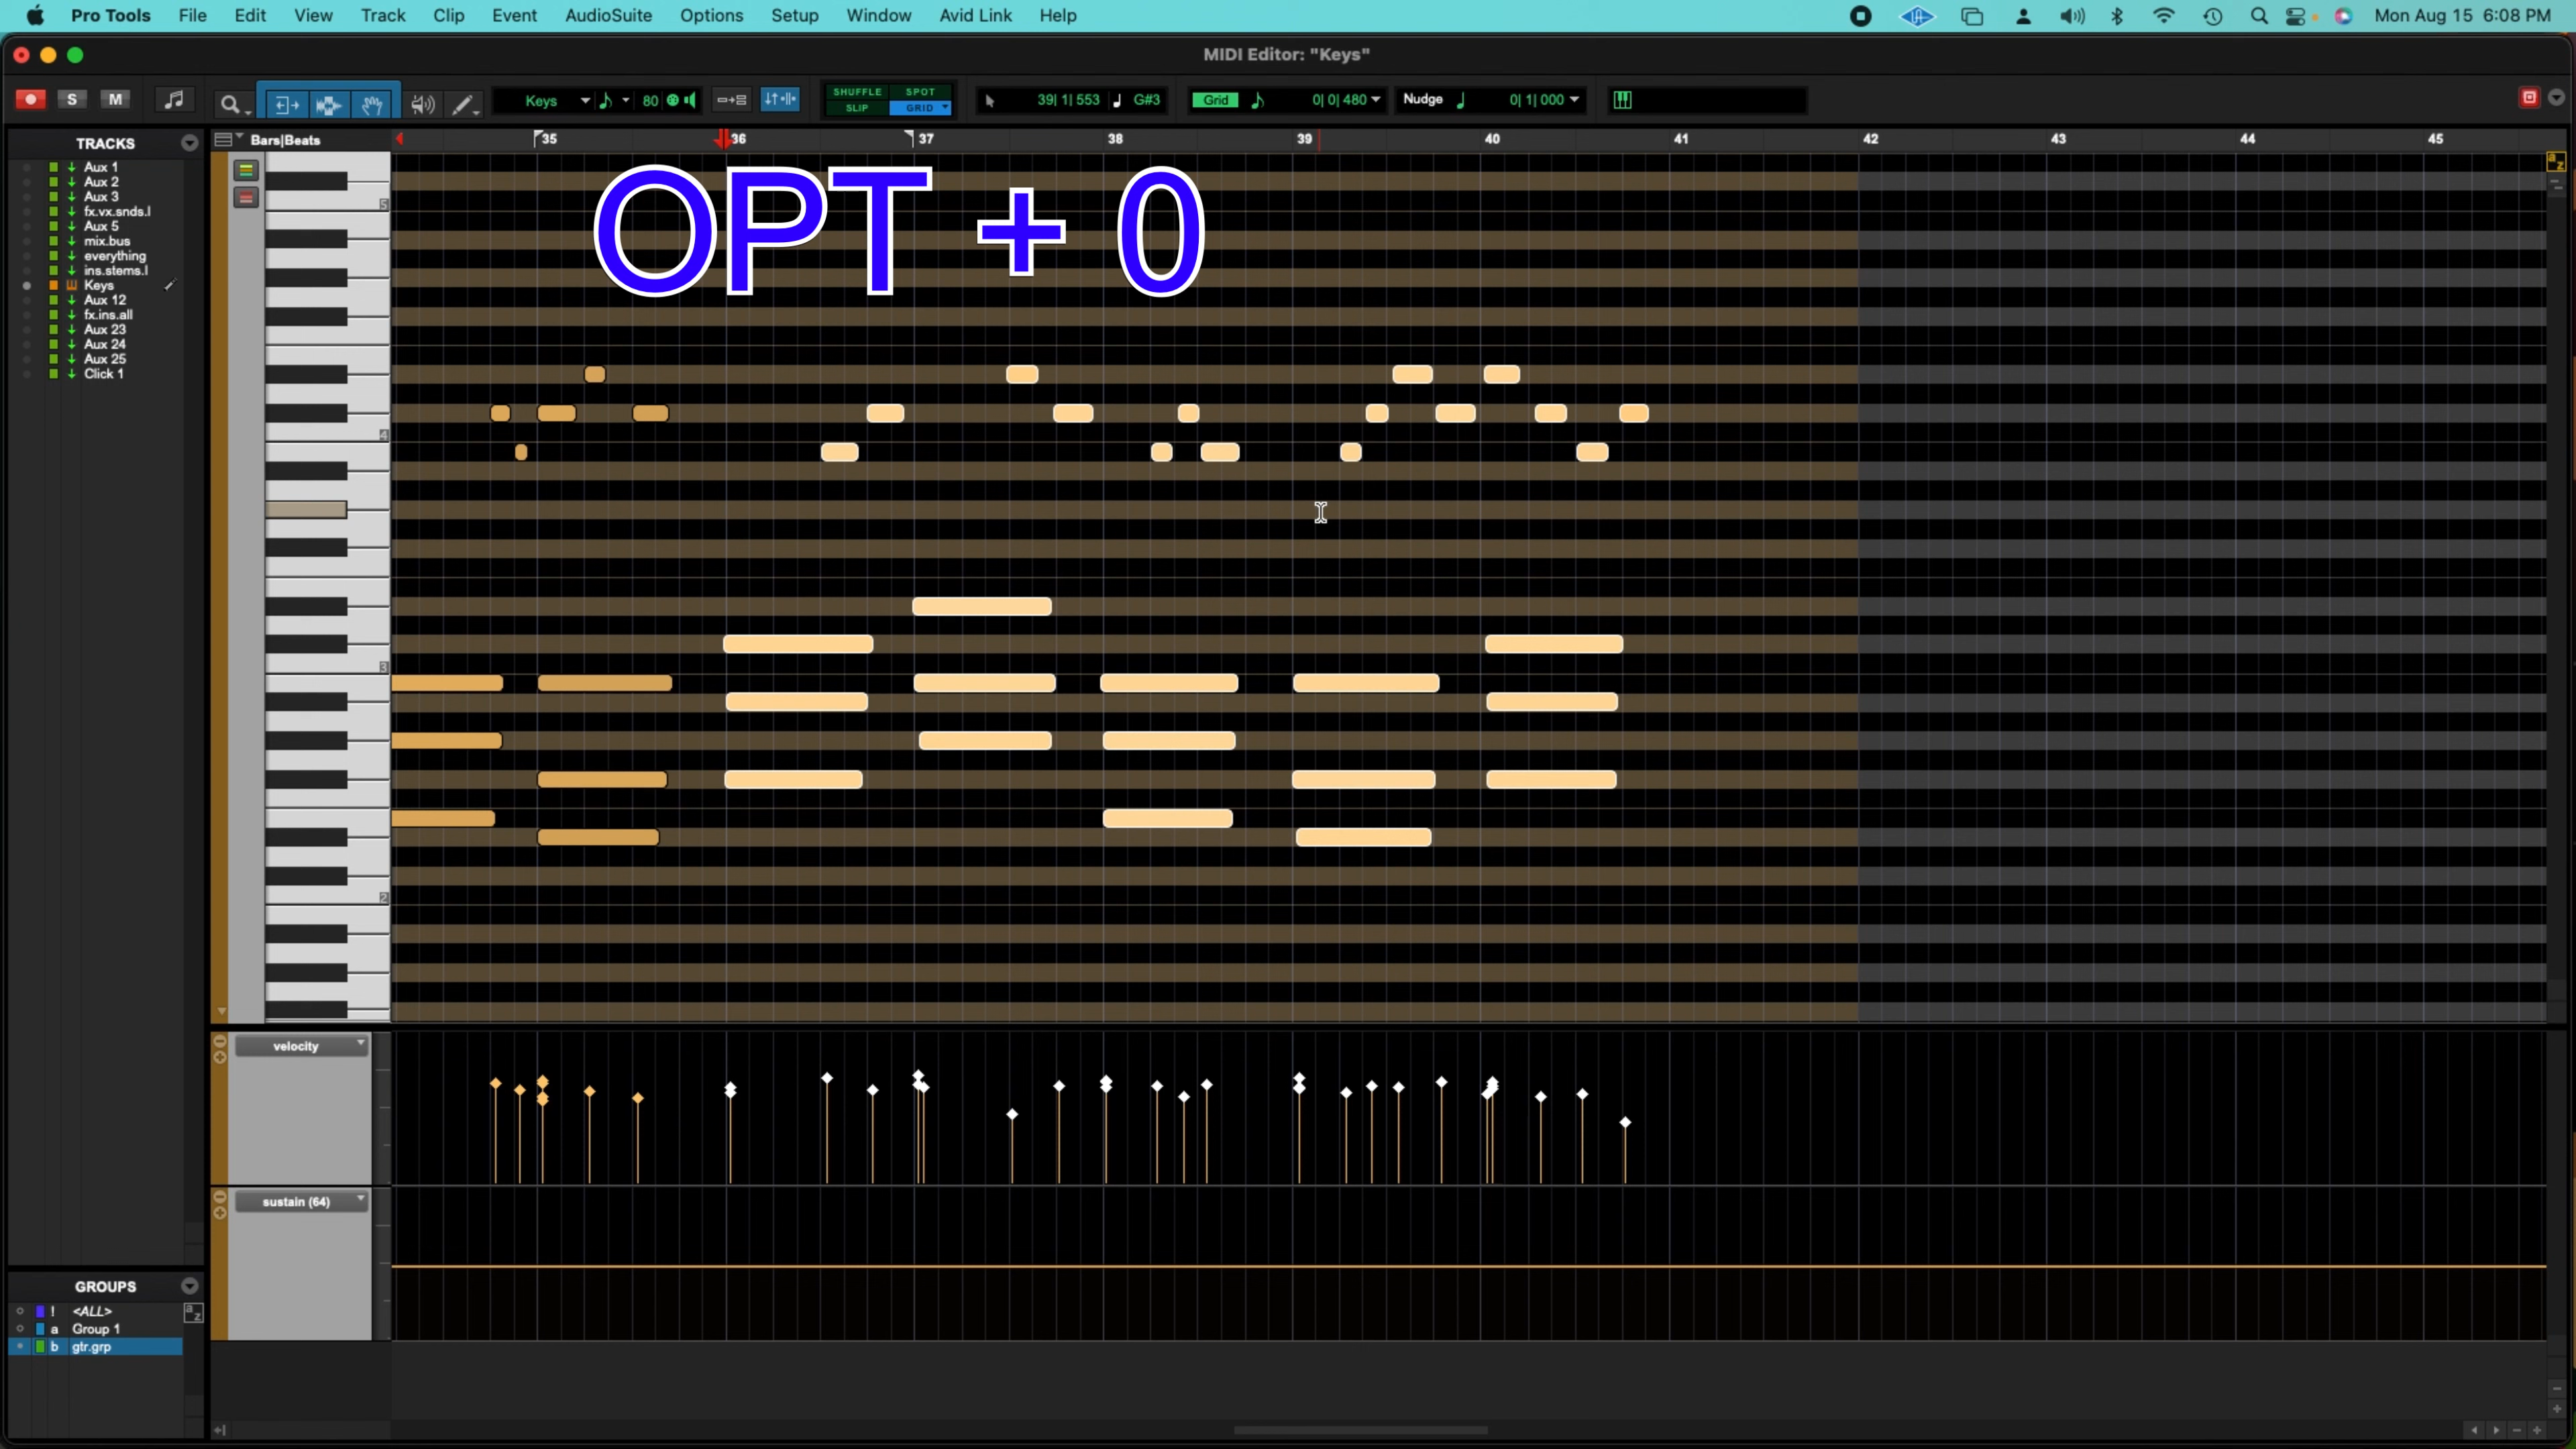 Pro Tools File Edit View Track Clip Event AudioSuite Options Setup Window Avid Link Help Mon Aug 15 6:08 PM
MIDI Editor: "Keys"
S M Keys 80 SHUFFLE SPOT SLIP GRID 39| 1| 553 G#3 Grid 0| 0| 480 Nudge 0| 1| 000
TRACKS
Bars|Beats 35 36 37 38 39 40 41 42 43 44 45
OPT + 0
Aux 1
Aux 2
Aux 3
fx.vx.snds.l
Aux 5
mix.bus
everything
ins.stems.l
Keys
Aux 12
fx.ins.all
Aux 23
Aux 24
Aux 25
Click 1
5
4
3
2
velocity
sustain (64)
GROUPS
! <ALL>
a Group 1
b gtr.grp
a z